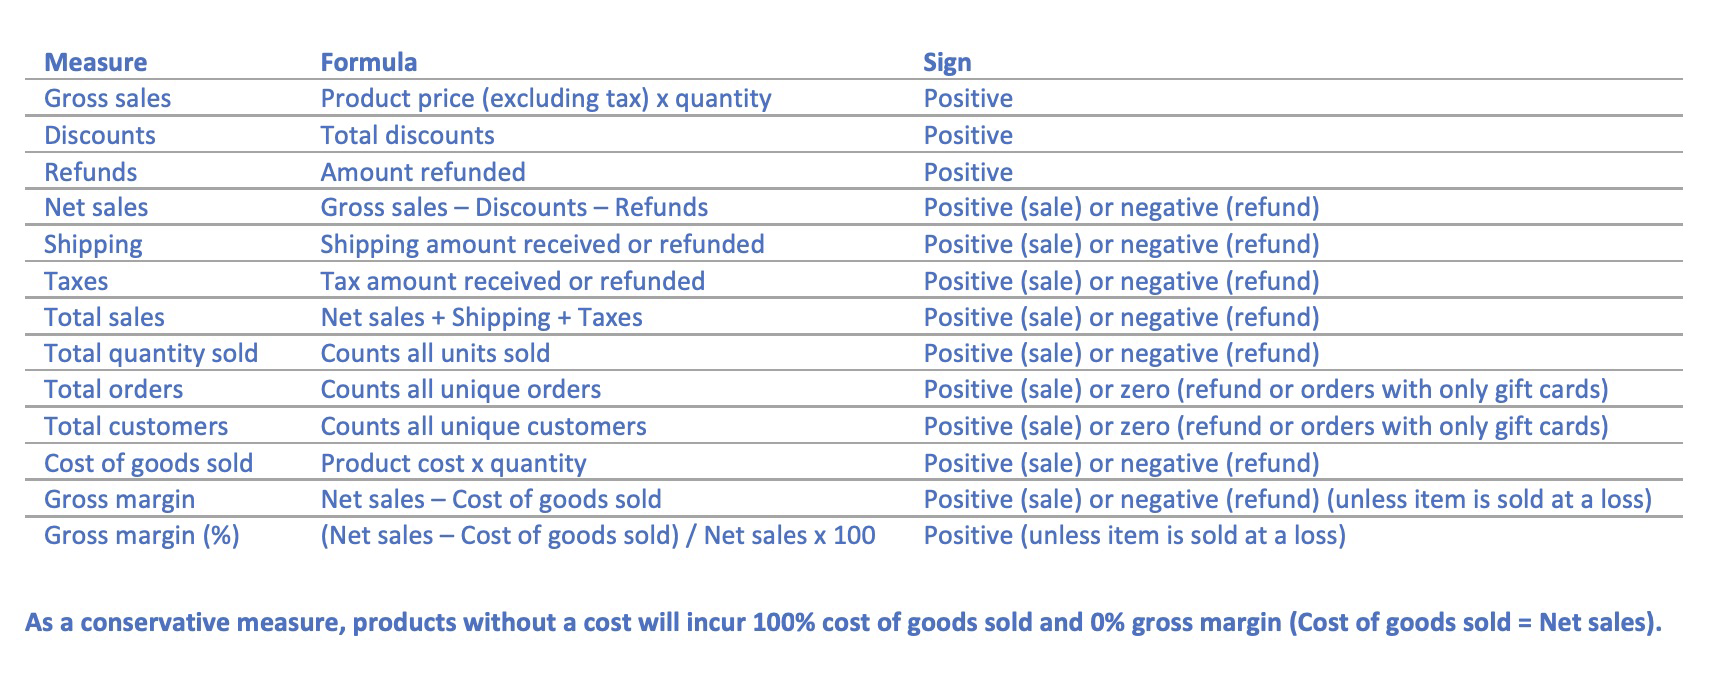 Measure Formula Sign
Gross sales Product price (excluding tax) x quantity Positive
Discounts Total discounts Positive
Refunds Amount refunded Positive
Net sales Gross sales – Discounts – Refunds Positive (sale) or negative (refund)
Shipping Shipping amount received or refunded Positive (sale) or negative (refund)
Taxes Tax amount received or refunded Positive (sale) or negative (refund)
Total sales Net sales + Shipping + Taxes Positive (sale) or negative (refund)
Total quantity sold Counts all units sold Positive (sale) or negative (refund)
Total orders Counts all unique orders Positive (sale) or zero (refund or orders with only gift cards)
Total customers Counts all unique customers Positive (sale) or zero (refund or orders with only gift cards)
Cost of goods sold Product cost x quantity Positive (sale) or negative (refund)
Gross margin Net sales – Cost of goods sold Positive (sale) or negative (refund) (unless item is sold at a loss)
Gross margin (%) (Net sales – Cost of goods sold) / Net sales x 100 Positive (unless item is sold at a loss)
As a conservative measure, products without a cost will incur 100% cost of goods sold and 0% gross margin (Cost of goods sold = Net sales).